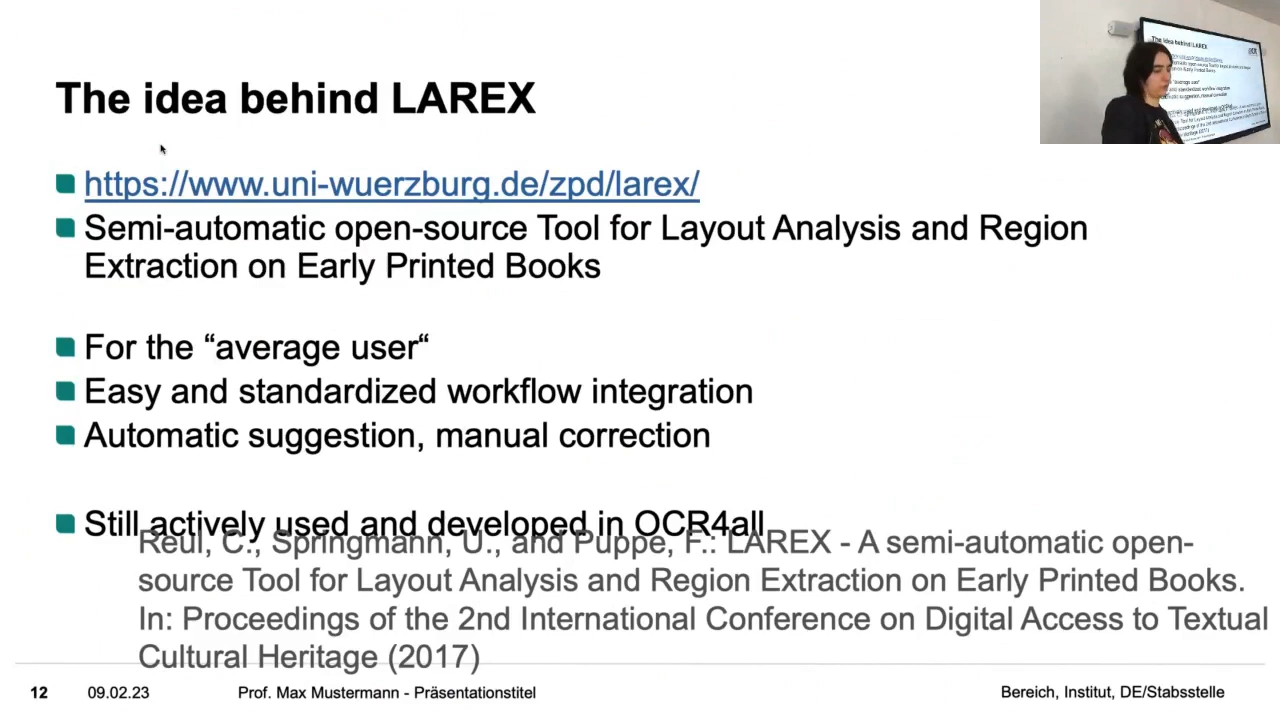 The idea behind LAREX
https://www.uni-wuerzburg.de/zpd/larex/
Semi-automatic open-source Tool for Layout Analysis and Region
Extraction on Early Printed Books
For the “average user“
Easy and standardized workflow integration
Automatic suggestion, manual correction
Still actively used and developed in OCR4all
Reul, C., Springmann, U., and Puppe, F.: LAREX - A semi-automatic open-
source Tool for Layout Analysis and Region Extraction on Early Printed Books.
In: Proceedings of the 2nd International Conference on Digital Access to Textual
Cultural Heritage (2017)
12 09.02.23 Prof. Max Mustermann - Präsentationstitel Bereich, Institut, DE/Stabsstelle
The idea behind LAREX